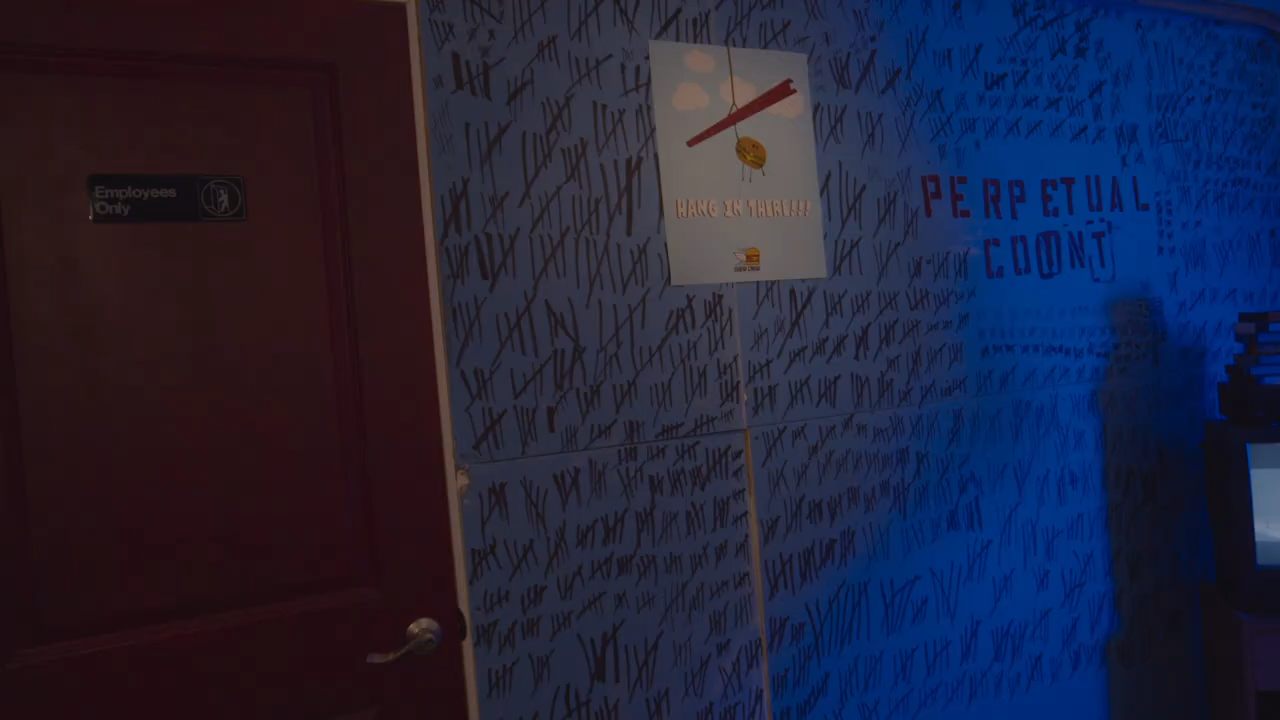 Employees
Only
HANG IN THERE!!!
PERPETUAL
COUNT